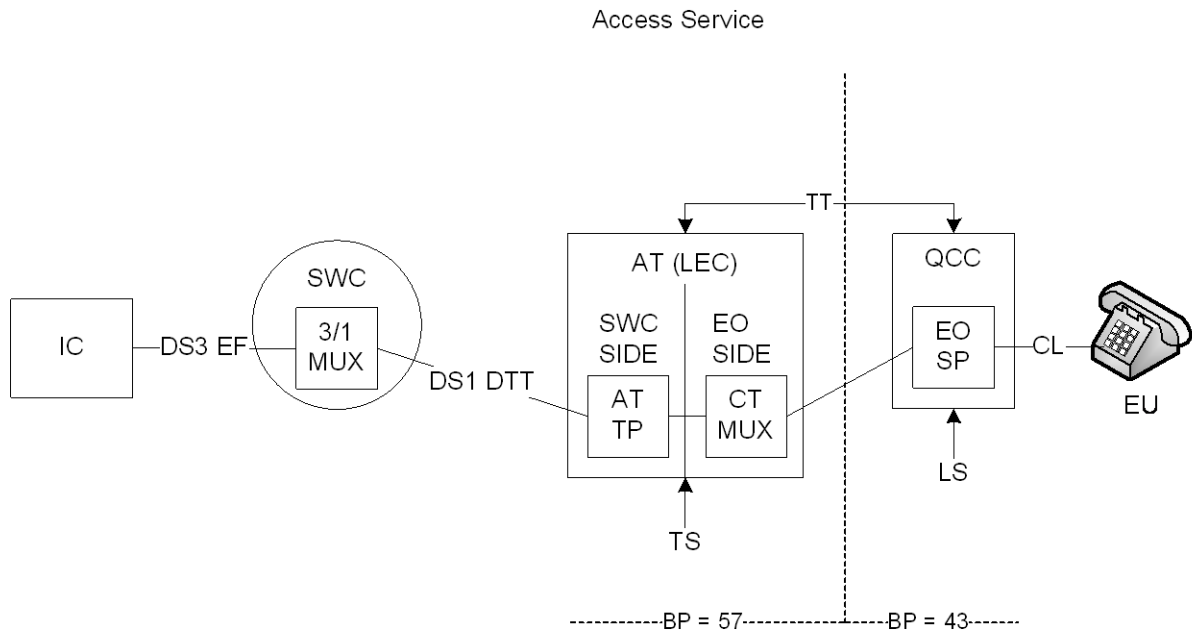 Access Service
TT
AT (LEC)
QCC
SWC
SWC
SIDE
EO
SIDE
IC
DS3 EF
3/1
MUX
EO
SP
CL
DS1 DTT
AT
TP
CT
MUX
EU
LS
TS
BP = 57
BP = 43